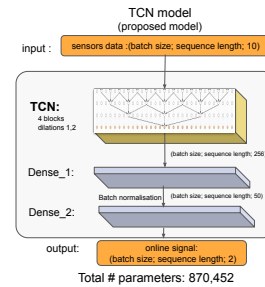 TCN model
(proposed model)
input :
sensors data :(batch size; sequence length; 10)
TCN:
4 blocks
dilations 1,2
(batch size; sequence length; 256)
Dense_1:
Batch normalisation
(batch size; sequence length; 50)
Dense_2:
output:
online signal:
(batch size; sequence length; 2)
Total # parameters: 870,452